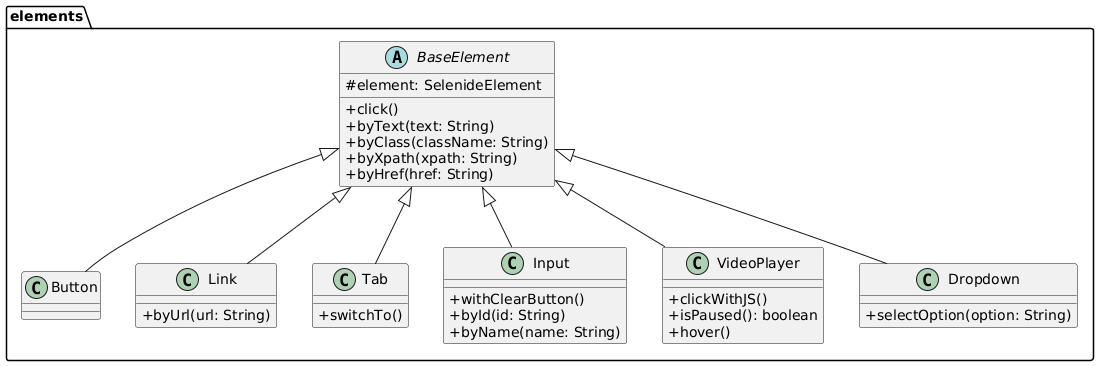 elements
A BaseElement
#element: SelenideElement
+click()
+byText(text: String)
+byClass(className: String)
+byXpath(xpath: String)
+byHref(href: String)
C Button
C Link
+byUrl(url: String)
C Tab
+switchTo()
C Input
+withClearButton()
+byId(id: String)
+byName(name: String)
C VideoPlayer
+clickWithJS()
+isPaused(): boolean
+hover()
C Dropdown
+selectOption(option: String)